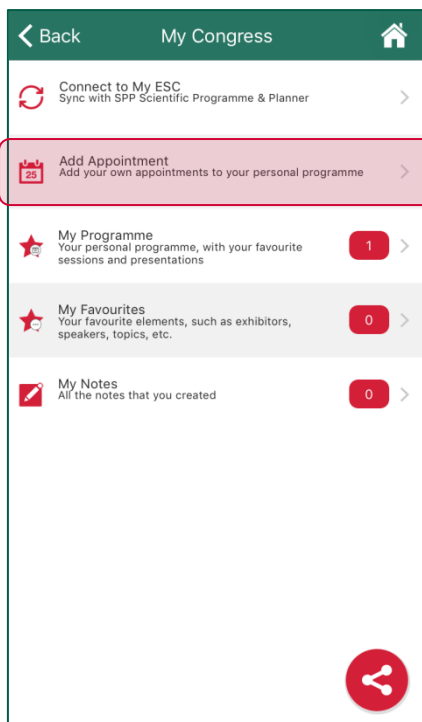 Back
My Congress
Connect to My ESC
Sync with SPP Scientific Programme & Planner
25
Add Appointment
Add your own appointments to your personal programme
My Programme
Your personal programme, with your favourite
sessions and presentations
1
My Favourites
Your favourite elements, such as exhibitors,
speakers, topics, etc.
0
My Notes
All the notes that you created
0